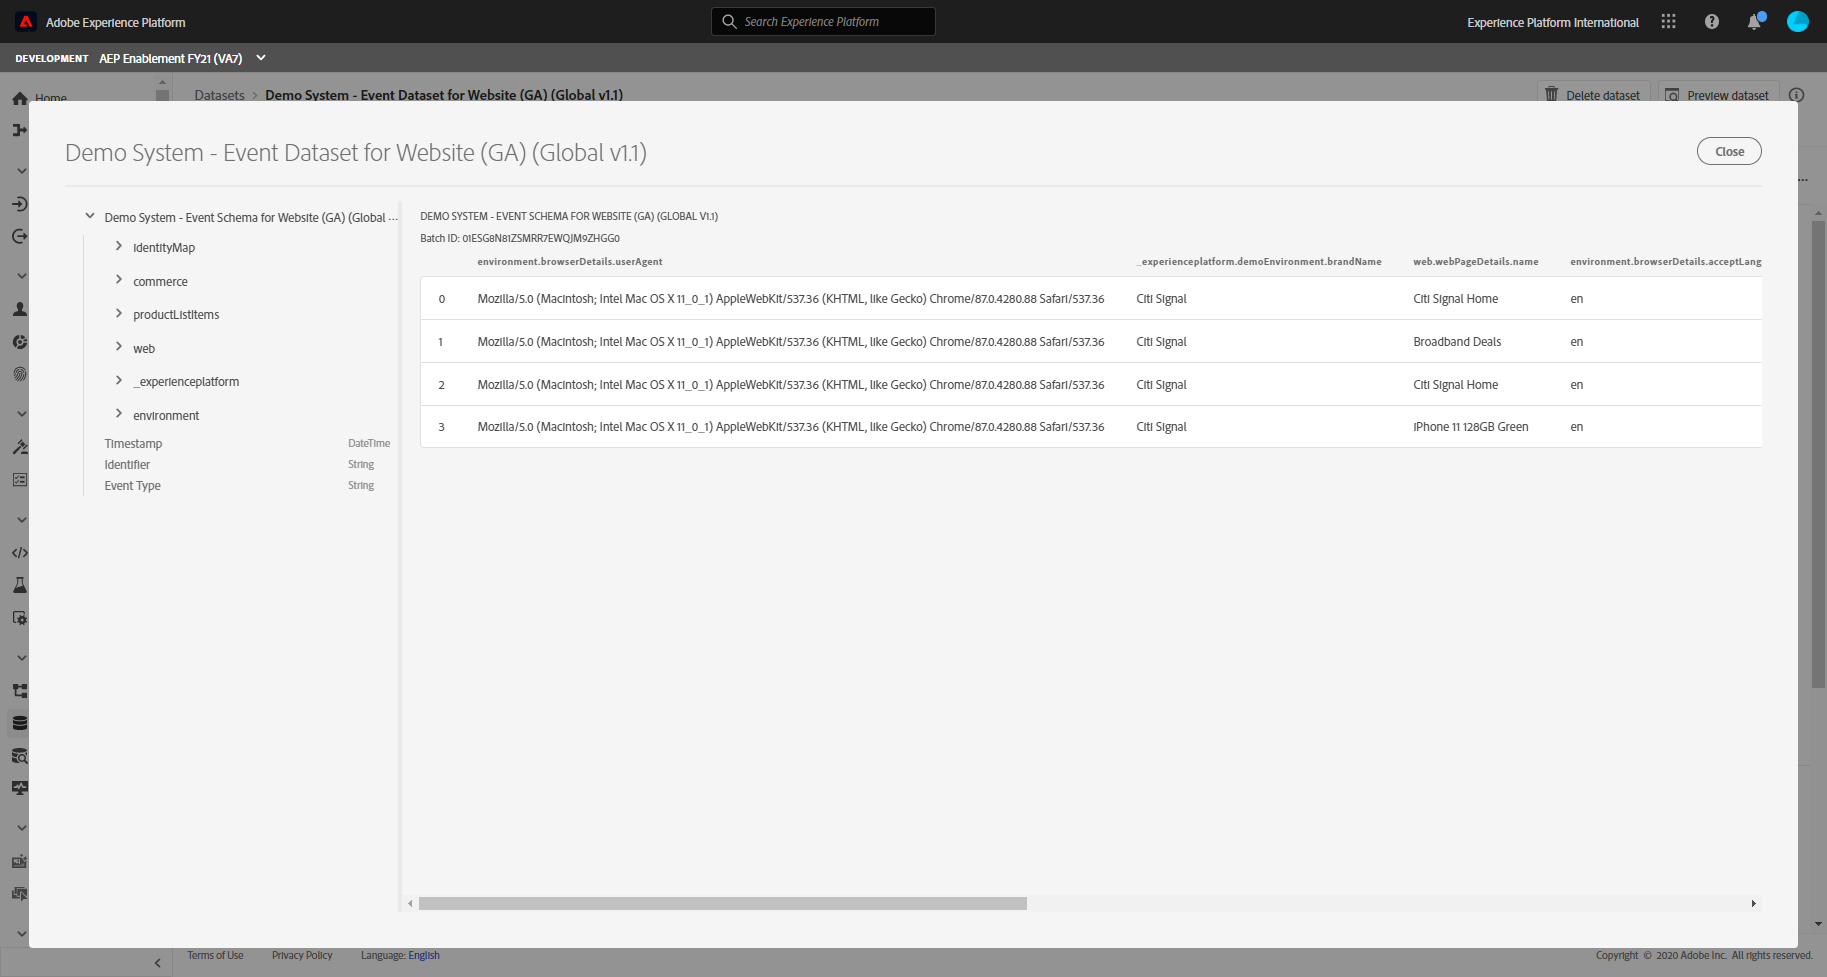 Adobe Experience Platform
Search Experience Platform
Experience Platform International
DEVELOPMENT AEP Enablement FY21 (VA7)
Home
Datasets > Demo System - Event Dataset for Website (GA) (Global v1.1)
Delete dataset
Preview dataset
Demo System - Event Dataset for Website (GA) (Global v1.1)
Close
Demo System - Event Schema for Website (GA) (Global ...
identityMap
commerce
productListItems
web
_experienceplatform
environment
Timestamp DateTime
Identifier String
Event Type String
DEMO SYSTEM - EVENT SCHEMA FOR WEBSITE (GA) (GLOBAL V1.1)
Batch ID: 01ESG8N81ZSMRR7EWQJM9ZHGG0
environment.browserDetails.userAgent _experienceplatform.demoEnvironment.brandName web.webPageDetails.name environment.browserDetails.acceptLang
0 Mozilla/5.0 (Macintosh; Intel Mac OS X 11_0_1) AppleWebKit/537.36 (KHTML, like Gecko) Chrome/87.0.4280.88 Safari/537.36 Citi Signal Citi Signal Home en
1 Mozilla/5.0 (Macintosh; Intel Mac OS X 11_0_1) AppleWebKit/537.36 (KHTML, like Gecko) Chrome/87.0.4280.88 Safari/537.36 Citi Signal Broadband Deals en
2 Mozilla/5.0 (Macintosh; Intel Mac OS X 11_0_1) AppleWebKit/537.36 (KHTML, like Gecko) Chrome/87.0.4280.88 Safari/537.36 Citi Signal Citi Signal Home en
3 Mozilla/5.0 (Macintosh; Intel Mac OS X 11_0_1) AppleWebKit/537.36 (KHTML, like Gecko) Chrome/87.0.4280.88 Safari/537.36 Citi Signal iPhone 11 128GB Green en
Terms of Use Privacy Policy Language: English
Copyright © 2020 Adobe Inc. All rights reserved.